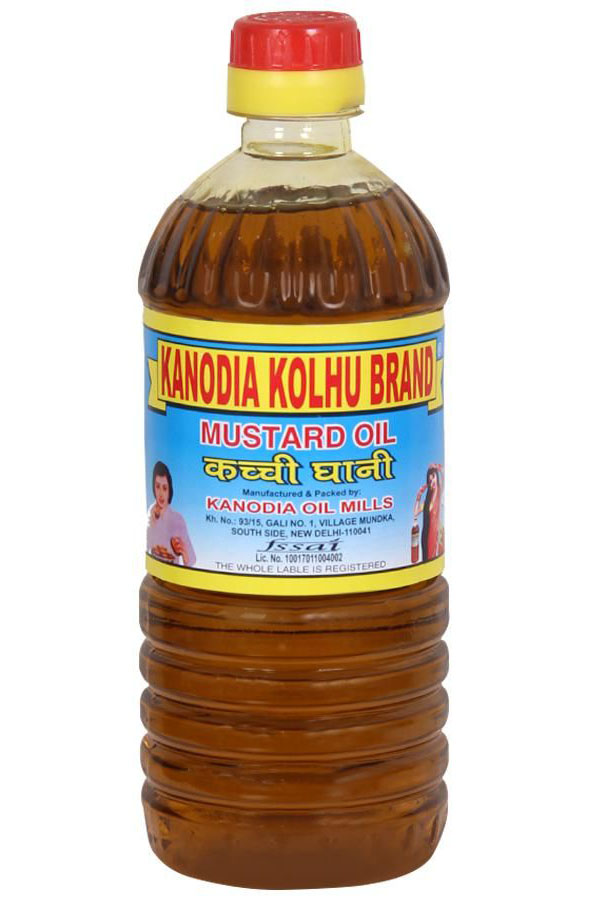 KANODIA KOLHU BRAND
MUSTARD OIL
कच्ची घानी
Manufactured & Packed by:
KANODIA OIL MILLS
Kh. No.: 93/15, GALI NO. 1, VILLAGE MUNDKA,
SOUTH SIDE, NEW DELHI-110041
fssai
Lic. No. 10017011004002
THE WHOLE LABLE IS REGISTERED